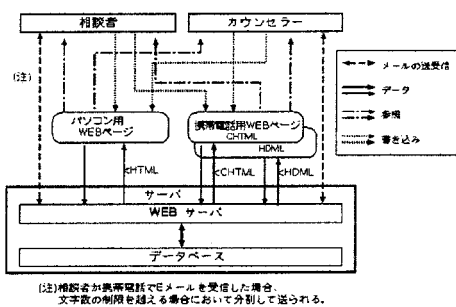 相談者
カウンセラー
(注)
メールの送受信
データ
参照
書き込み
パソコン用
WEBページ
携帯電話用WEBページ
CHTML
HDML
<HTML
<CHTML
<HDML
サーバ
WEB サーバ
データベース
(注)相談者が携帯電話でEメールを受信した場合、
文字数の制限を越える場合において分割して送られる。